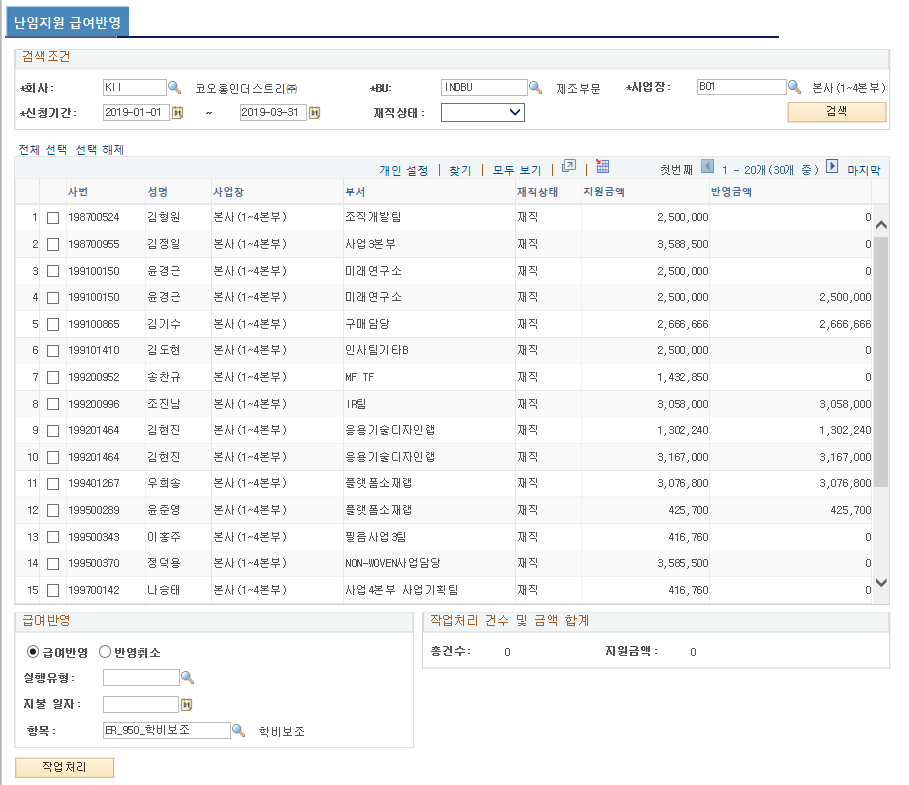 난임지원 급여반영
검색조건
*회사: KII 코오롱인더스트리㈜ *BU: INDBU 제조부문 *사업장: B01 본사(1~4본부)
*신청기간: 2019-01-01 ~ 2019-03-31 재직상태: 검색
전체 선택 선택 해제
개인 설정 | 찾기 | 모두 보기 | | 첫번째 1 - 20개(30개 중) 마지막
사번 성명 사업장 부서 재직상태 지원금액 반영금액
1 198700524 김형원 본사(1~4본부) 조직개발팀 재직 2,500,000 0
2 198700955 김정일 본사(1~4본부) 사업3본부 재직 3,588,500 0
3 199100150 윤경근 본사(1~4본부) 미래연구소 재직 2,500,000 0
4 199100150 윤경근 본사(1~4본부) 미래연구소 재직 2,500,000 2,500,000
5 199100865 김기수 본사(1~4본부) 구매담당 재직 2,666,666 2,666,666
6 199101410 김도현 본사(1~4본부) 인사팀기타B 재직 2,500,000 0
7 199200952 송찬규 본사(1~4본부) MF TF 재직 1,432,850 0
8 199200996 조진남 본사(1~4본부) IR팀 재직 3,058,000 3,058,000
9 199201464 김현진 본사(1~4본부) 응용기술디자인랩 재직 1,302,240 1,302,240
10 199201464 김현진 본사(1~4본부) 응용기술디자인랩 재직 3,167,000 3,167,000
11 199401267 우희송 본사(1~4본부) 플랫폼소재랩 재직 3,076,800 3,076,800
12 199500289 윤준영 본사(1~4본부) 플랫폼소재랩 재직 425,700 425,700
13 199500343 이홍주 본사(1~4본부) 필름사업3팀 재직 416,760 0
14 199500370 정덕용 본사(1~4본부) NON-WOVEN사업담당 재직 3,585,500 0
15 199700142 나승태 본사(1~4본부) 사업4본부 사업기획팀 재직 416,760 0
급여반영
급여반영 반영취소
실행유형:
지불 일자:
항목: ER_950_학비보조 학비보조
작업처리
작업처리 건수 및 금액 합계
총건수: 0 지원금액: 0